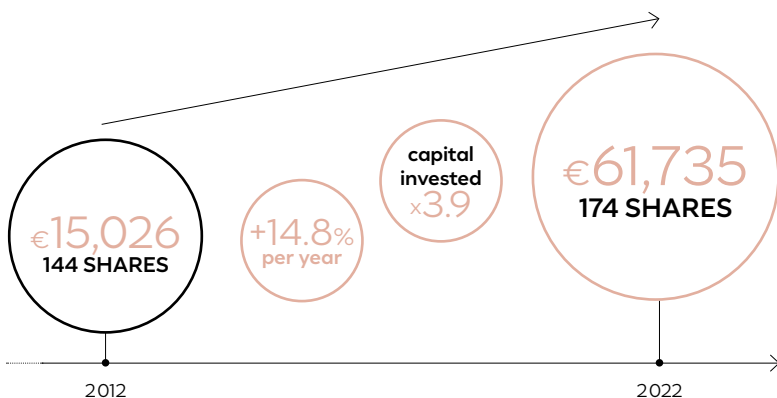 €15,026
144 SHARES
+14.8%
per year
capital
invested
x3.9
€61,735
174 SHARES
2012
2022